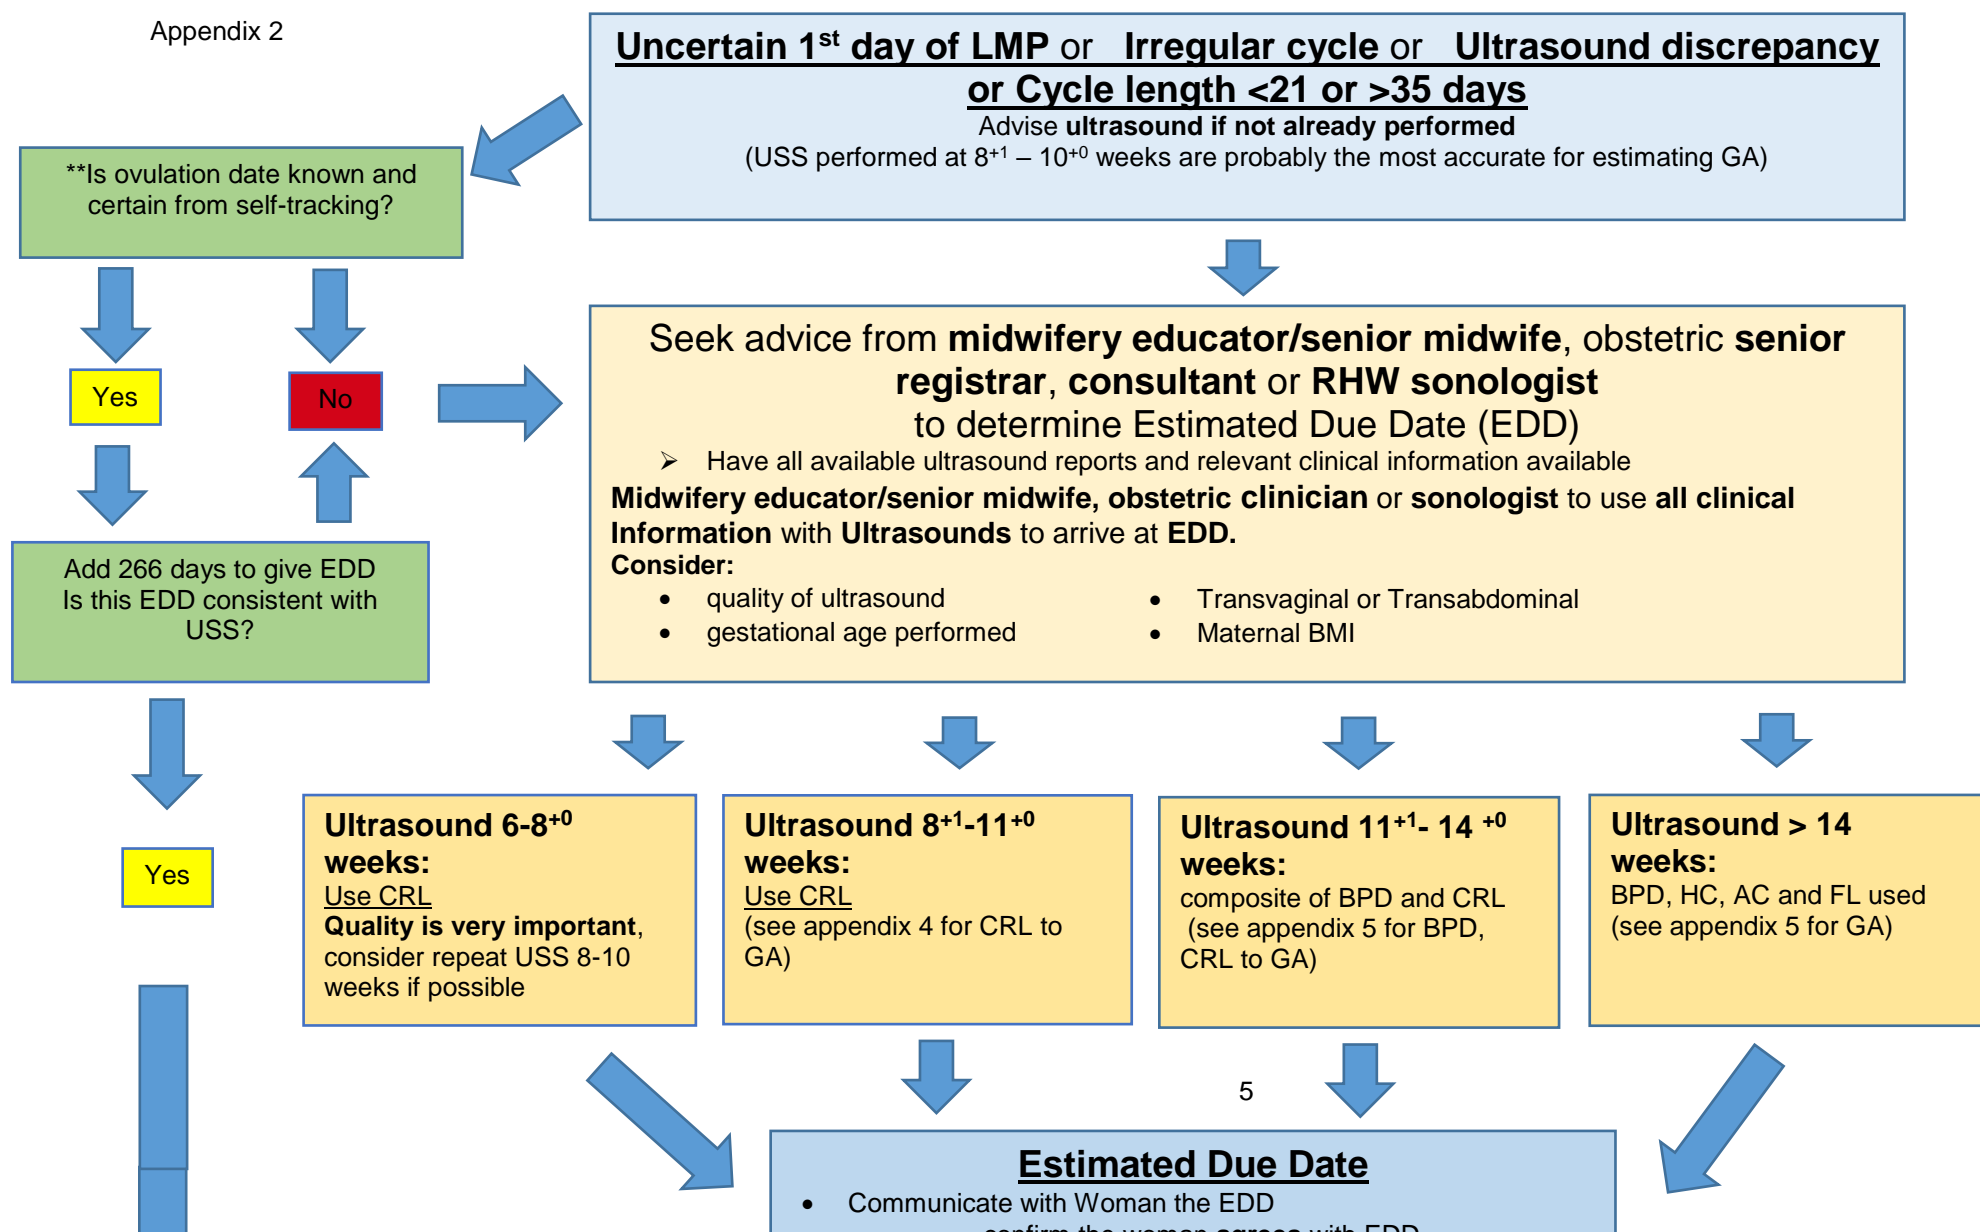 Appendix 2
Uncertain 1st day of LMP or Irregular cycle or Ultrasound discrepancy
or Cycle length <21 or >35 days
Advise ultrasound if not already performed
(USS performed at 8+1 – 10+0 weeks are probably the most accurate for estimating GA)
**Is ovulation date known and
certain from self-tracking?
Yes
No
Seek advice from midwifery educator/senior midwife, obstetric senior
registrar, consultant or RHW sonologist
to determine Estimated Due Date (EDD)
➢ Have all available ultrasound reports and relevant clinical information available
Midwifery educator/senior midwife, obstetric clinician or sonologist to use all clinical
Information with Ultrasounds to arrive at EDD.
Consider:
• quality of ultrasound
• gestational age performed
• Transvaginal or Transabdominal
• Maternal BMI
Add 266 days to give EDD
Is this EDD consistent with
USS?
Yes
Ultrasound 6-8+0
weeks:
Use CRL
Quality is very important,
consider repeat USS 8-10
weeks if possible
Ultrasound 8+1-11+0
weeks:
Use CRL
(see appendix 4 for CRL to
GA)
Ultrasound 11+1- 14 +0
weeks:
composite of BPD and CRL
(see appendix 5 for BPD,
CRL to GA)
Ultrasound > 14
weeks:
BPD, HC, AC and FL used
(see appendix 5 for GA)
5
Estimated Due Date
• Communicate with Woman the EDD
confirm the woman agrees with EDD